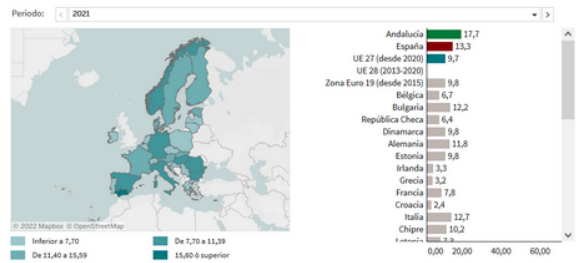 Periodo: < 2021 >
Andalucía 17,7
España 13,3
UE 27 (desde 2020) 9,7
UE 28 (2013-2020)
Zona Euro 19 (desde 2015) 9,8
Bélgica 6,7
Bulgaria 12,2
República Checa 6,4
Dinamarca 9,8
Alemania 11,8
Estonia 9,8
Irlanda 3,3
Grecia 3,2
Francia 7,8
Croacia 2,4
Italia 12,7
Chipre 10,2
Letonia 7,3
0,00 20,00 40,00 60,00
© 2022 Mapbox © OpenStreetMap
Inferior a 7,70
De 7,70 a 11,39
De 11,40 a 15,59
15,60 ó superior